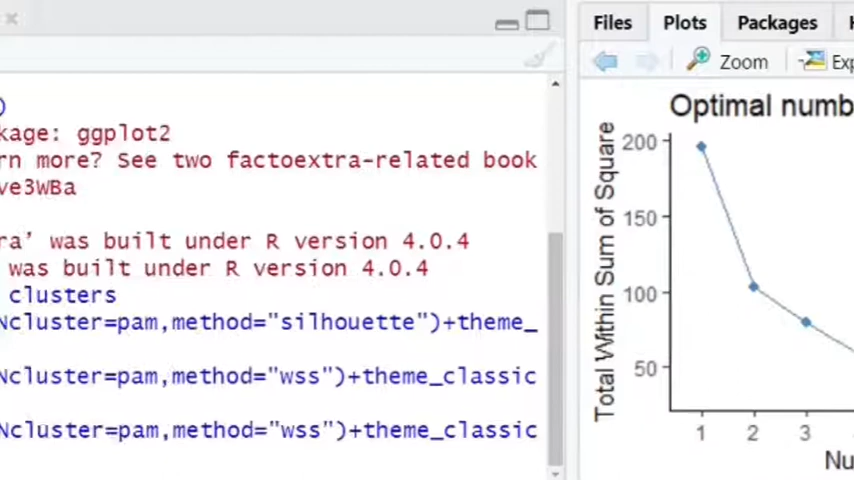 )
kage: ggplot2
rn more? See two factoextra-related book
ve3WBa
ra’ was built under R version 4.0.4
was built under R version 4.0.4
clusters
Ncluster=pam,method="silhouette")+theme_
Ncluster=pam,method="wss")+theme_classic
Ncluster=pam,method="wss")+theme_classic
Files Plots Packages H
Zoom Exp
Optimal numb
Total Within Sum of Square
200
150
100
50
1 2 3
Nu